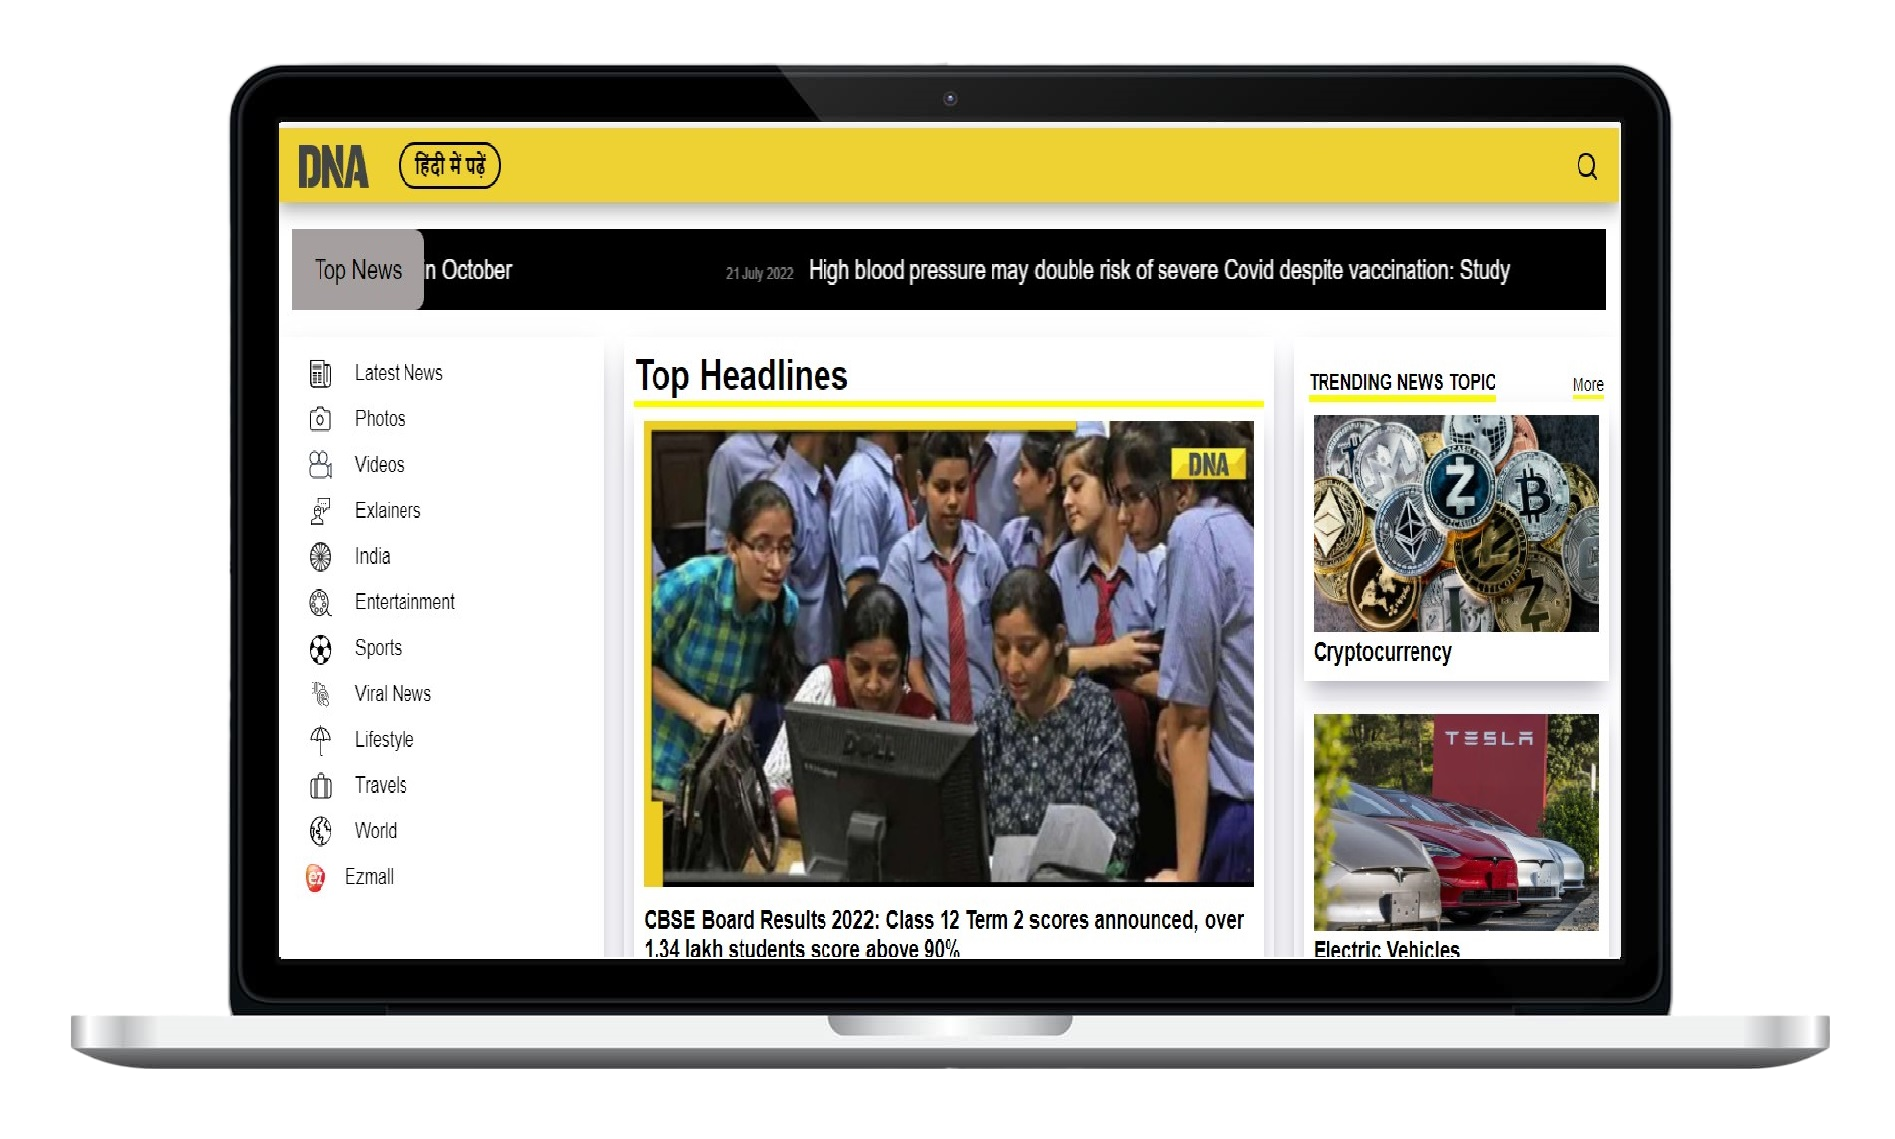 DNA
हिंदी में पढ़ें
Top News
in October
21 July 2022 High blood pressure may double risk of severe Covid despite vaccination: Study
Latest News
Photos
Videos
Exlainers
India
Entertainment
Sports
Viral News
Lifestyle
Travels
World
ez Ezmall
Top Headlines
DNA
DELL
CBSE Board Results 2022: Class 12 Term 2 scores announced, over
1.34 lakh students score above 90%
TRENDING NEWS TOPIC
More
Cryptocurrency
TESLA
Electric Vehicles